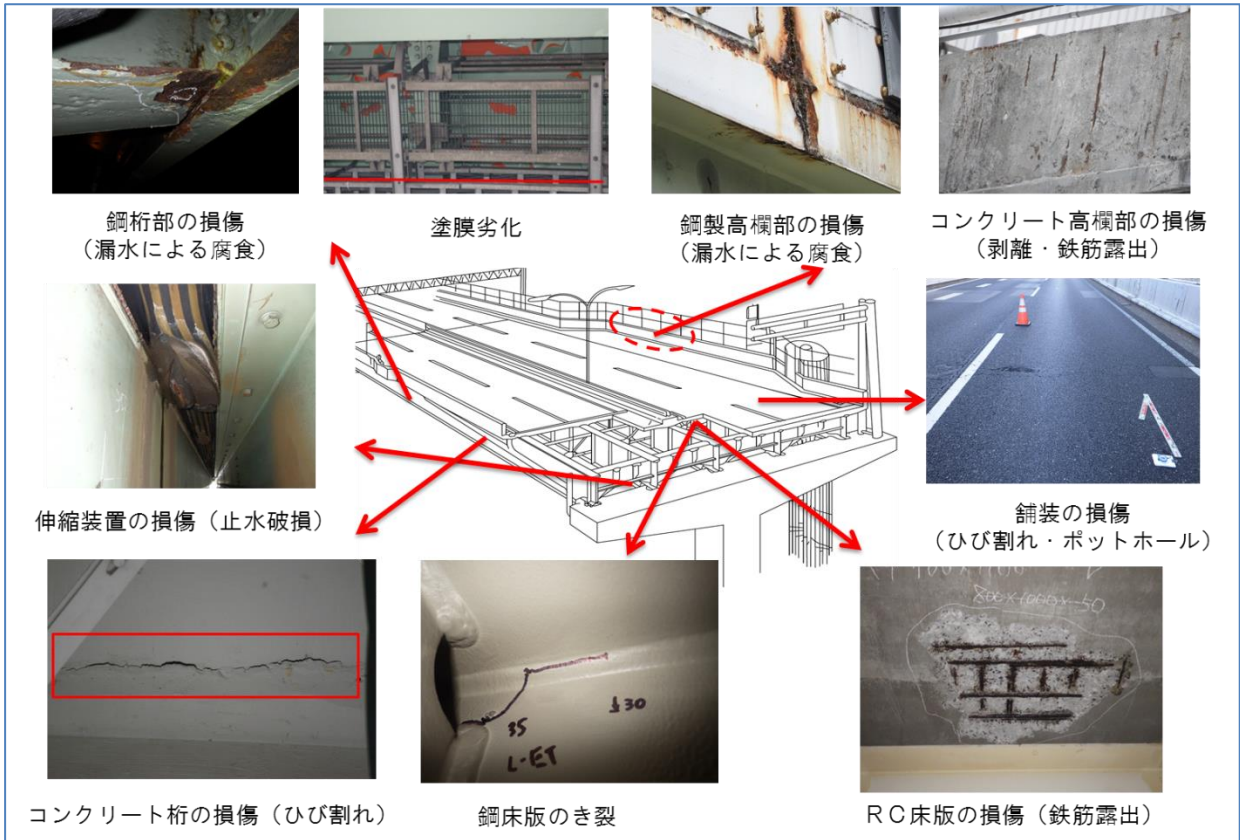 鋼桁部の損傷
（漏水による腐食）
塗膜劣化
鋼製高欄部の損傷
（漏水による腐食）
コンクリート高欄部の損傷
（剥離・鉄筋露出）
伸縮装置の損傷（止水破損）
舗装の損傷
（ひび割れ・ポットホール）
800×1000×50
35
L-ET
130
コンクリート桁の損傷（ひび割れ）
鋼床版のき裂
ＲＣ床版の損傷（鉄筋露出）